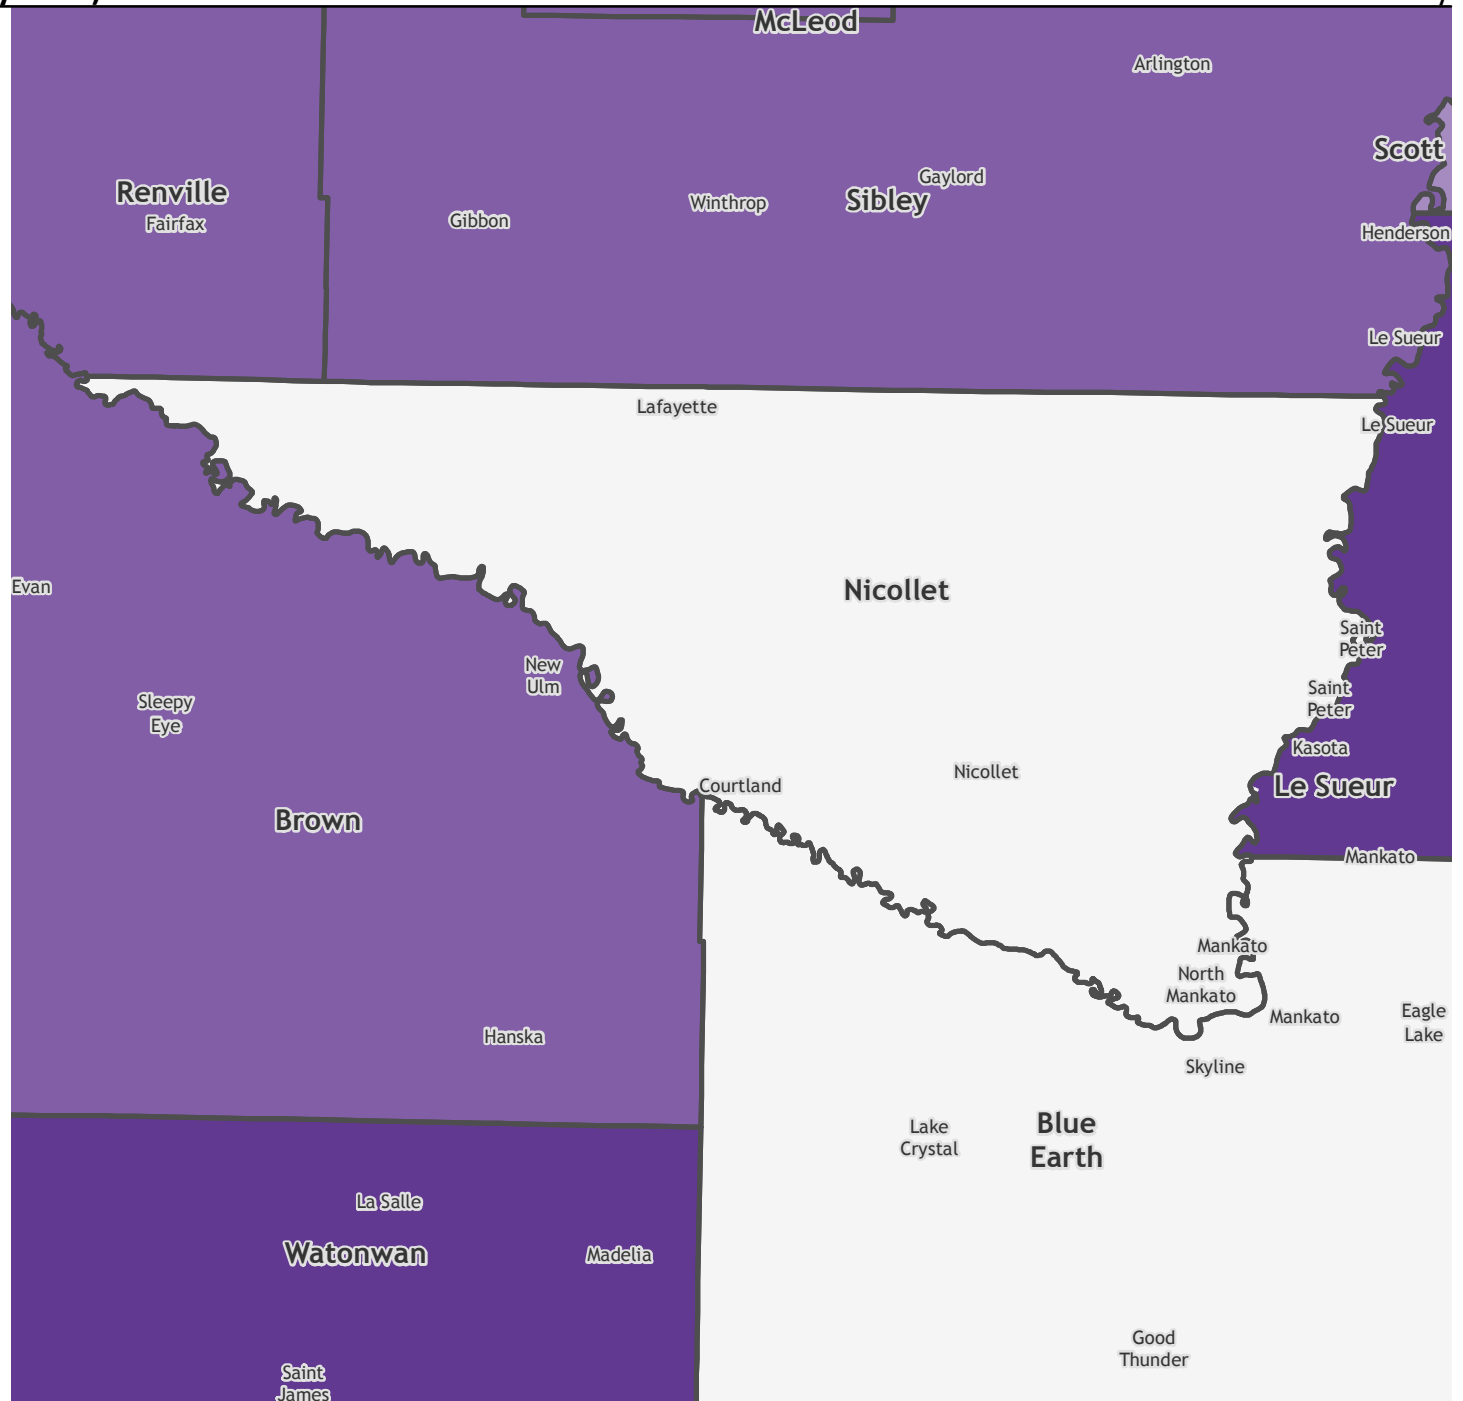 McLeod
Arlington
Scott
Renville
Fairfax
Gibbon
Winthrop
Gaylord
Sibley
Henderson
Le Sueur
Lafayette
Le Sueur
Evan
Nicollet
Saint
Peter
New
Ulm
Sleepy
Eye
Saint
Peter
Kasota
Nicollet
Courtland
Le Sueur
Brown
Mankato
Mankato
North
Mankato
Mankato
Eagle
Lake
Hanska
Skyline
Lake
Crystal
Blue
Earth
La Salle
Watonwan
Madelia
Good
Thunder
Saint
James